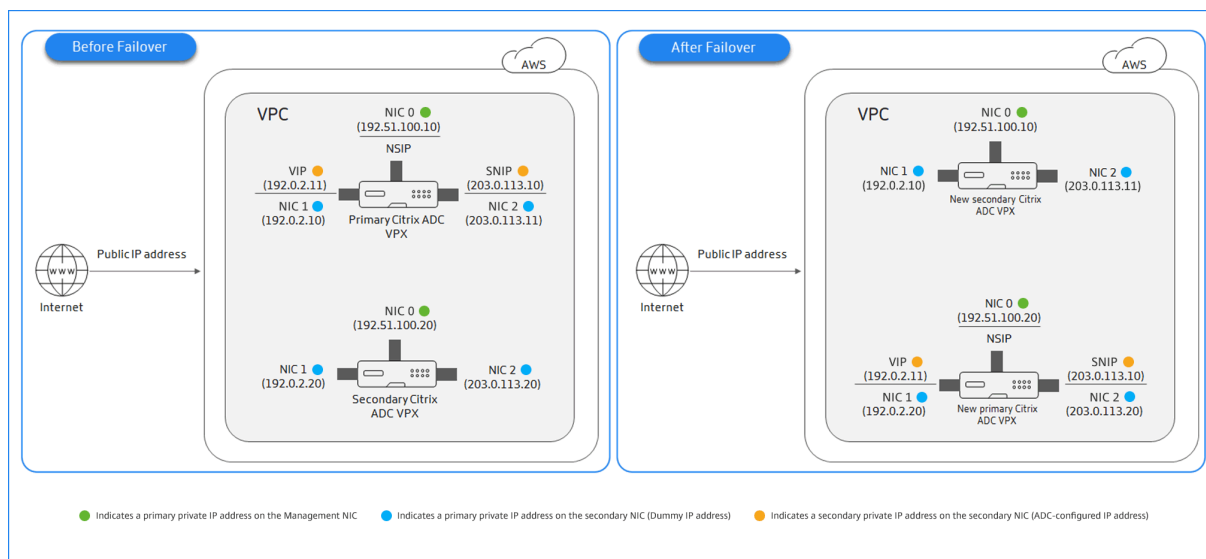 Before Failover
AWS
VPC
NIC 0
(192.51.100.10)
NSIP
VIP
(192.0.2.11)
NIC 1
(192.0.2.10)
SNIP
(203.0.113.10)
NIC 2
(203.0.113.11)
Primary Citrix ADC
VPX
Public IP address
www
Internet
NIC 0
(192.51.100.20)
NIC 1
(192.0.2.20)
NIC 2
(203.0.113.20)
Secondary Citrix
ADC VPX
After Failover
AWS
VPC
NIC 0
(192.51.100.10)
NIC 1
(192.0.2.10)
NIC 2
(203.0.113.11)
New secondary Citrix
ADC VPX
Public IP address
www
Internet
NIC 0
(192.51.100.20)
NSIP
VIP
(192.0.2.11)
NIC 1
(192.0.2.20)
SNIP
(203.0.113.10)
NIC 2
(203.0.113.20)
New primary Citrix
ADC VPX
Indicates a primary private IP address on the Management NIC
Indicates a primary private IP address on the secondary NIC (Dummy IP address)
Indicates a secondary private IP address on the secondary NIC (ADC-configured IP address)